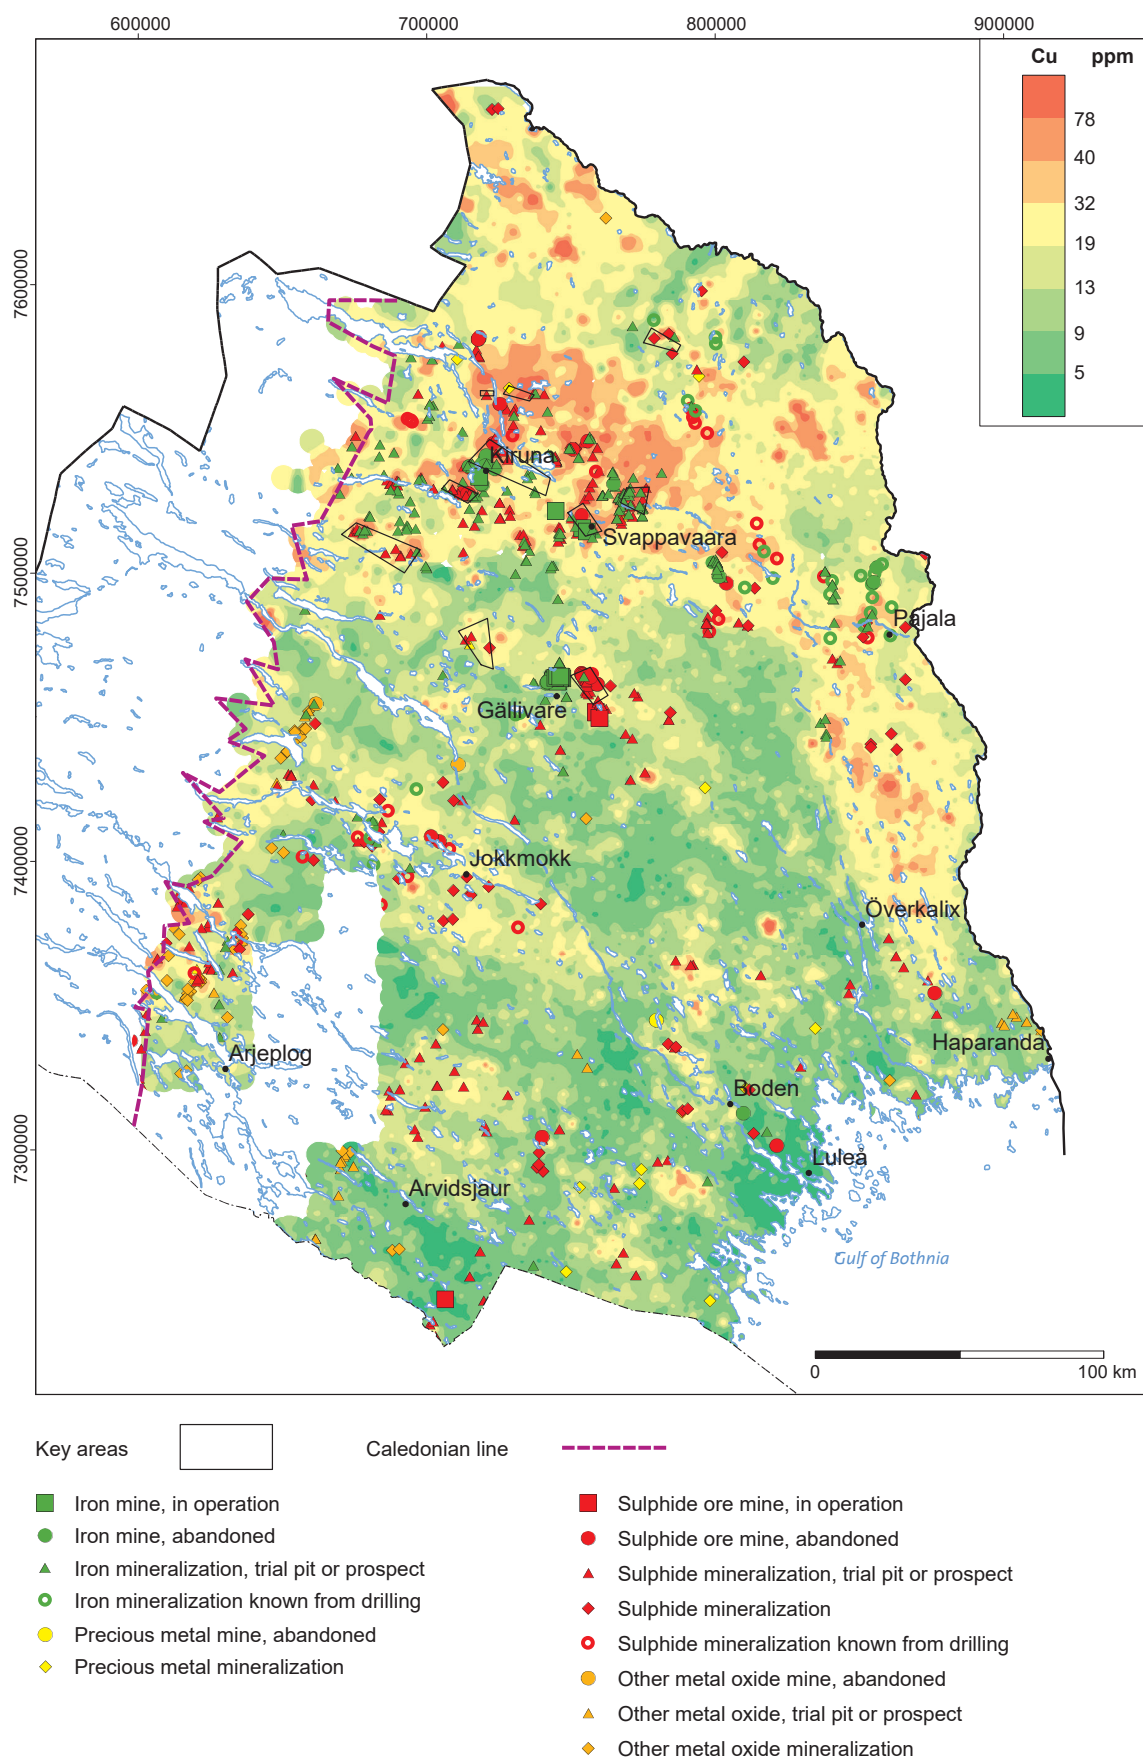 600000 700000 800000 900000
Cu ppm
78
40
32
19
13
9
5
7600000
7500000
7400000
7300000
Kiruna
Svappavaara
Pajala
Gällivare
Jokkmokk
Överkalix
Haparanda
Arjeplog
Boden
Luleå
Arvidsjaur
Gulf of Bothnia
0 100 km
Key areas
Caledonian line
Iron mine, in operation
Iron mine, abandoned
Iron mineralization, trial pit or prospect
Iron mineralization known from drilling
Precious metal mine, abandoned
Precious metal mineralization
Sulphide ore mine, in operation
Sulphide ore mine, abandoned
Sulphide mineralization, trial pit or prospect
Sulphide mineralization
Sulphide mineralization known from drilling
Other metal oxide mine, abandoned
Other metal oxide, trial pit or prospect
Other metal oxide mineralization